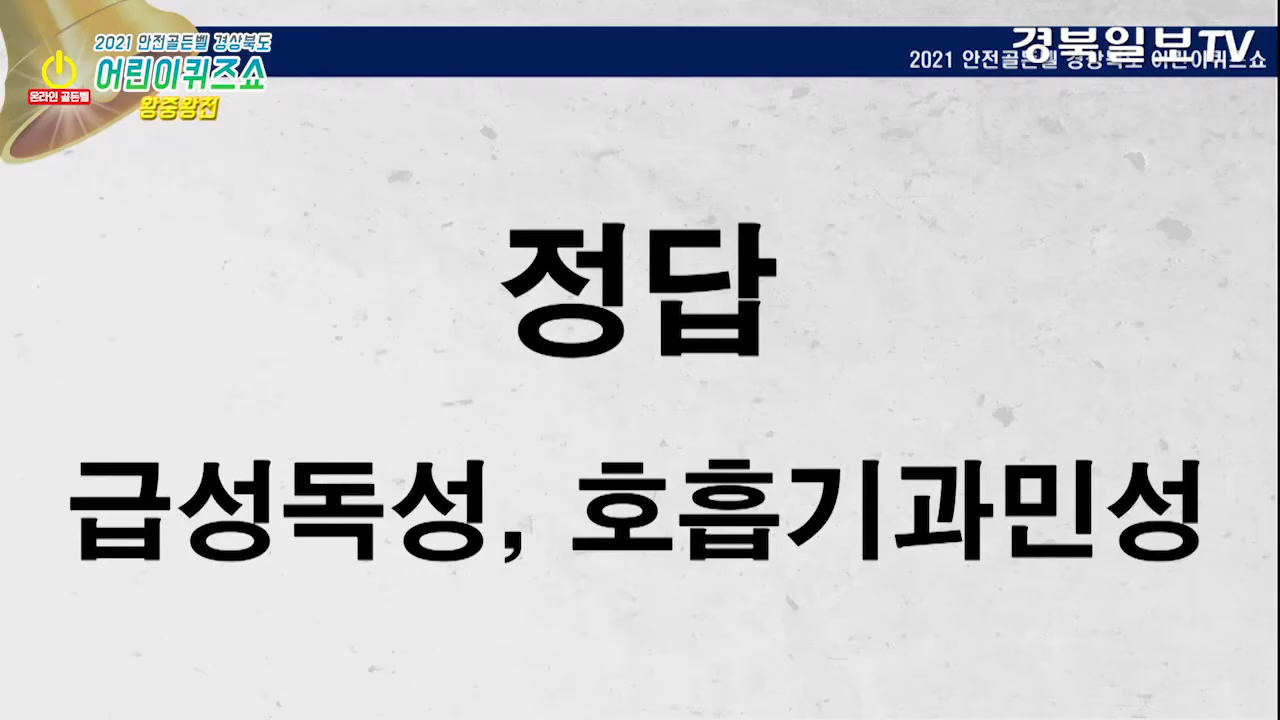 2021 안전골든벨 경상북도
어린이퀴즈쇼
왕중왕전
온라인 골든벨
경북일보TV
2021 안전골든벨 경상북도 어린이퀴즈쇼
정답
급성독성, 호흡기과민성